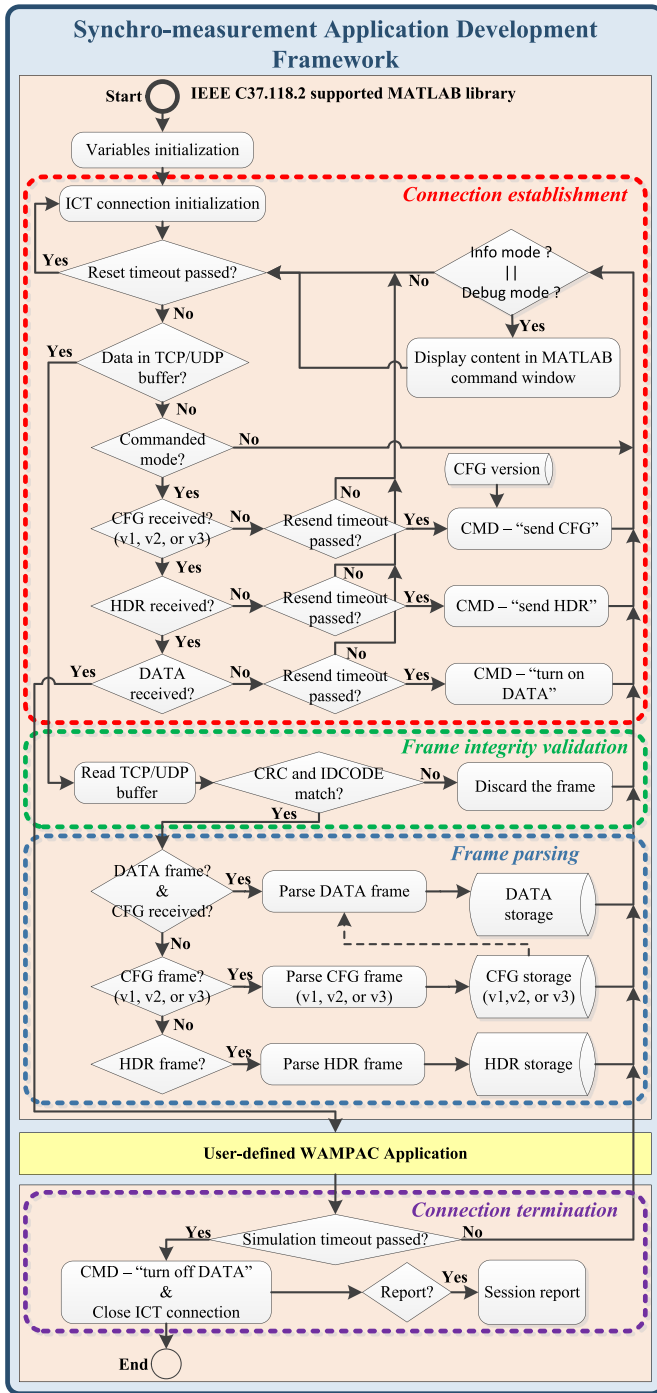 Synchro-measurement Application Development
Framework
Start
IEEE C37.118.2 supported MATLAB library
Variables initialization
Connection establishment
ICT connection initialization
Yes
Reset timeout passed?
No
Info mode ?
||
Debug mode ?
No
Yes
Display content in MATLAB
command window
Yes
Data in TCP/UDP
buffer?
No
Commanded
mode?
No
Yes
CFG version
CFG received?
(v1, v2, or v3)
No
No
Resend timeout
passed?
Yes
CMD – “send CFG”
Yes
HDR received?
No
No
Resend timeout
passed?
Yes
CMD – “send HDR”
Yes
Yes
DATA
received?
No
No
Resend timeout
passed?
Yes
CMD – “turn on
DATA”
Frame integrity validation
Read TCP/UDP
buffer
CRC and IDCODE
match?
No
Discard the frame
Yes
Frame parsing
DATA frame?
&
CFG received?
Yes
Parse DATA frame
DATA
storage
No
CFG frame?
(v1, v2, or v3)
Yes
Parse CFG frame
(v1, v2, or v3)
CFG storage
(v1,v2, or v3)
No
HDR frame?
Yes
Parse HDR frame
HDR storage
User-defined WAMPAC Application
Connection termination
Yes
Simulation timeout passed?
No
CMD – “turn off DATA”
&
Close ICT connection
Report?
Yes
Session report
End